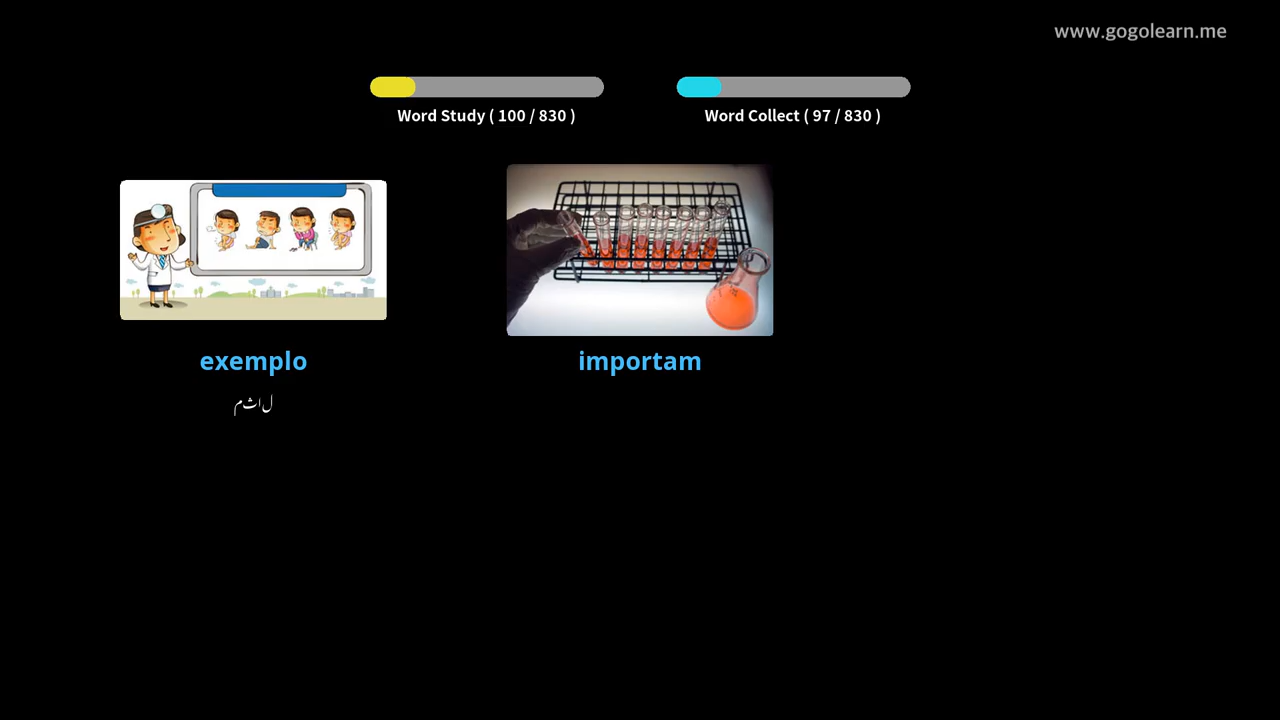 www.gogolearn.me
Word Study ( 100 / 830 )
Word Collect ( 97 / 830 )
exemplo
importam
مثال